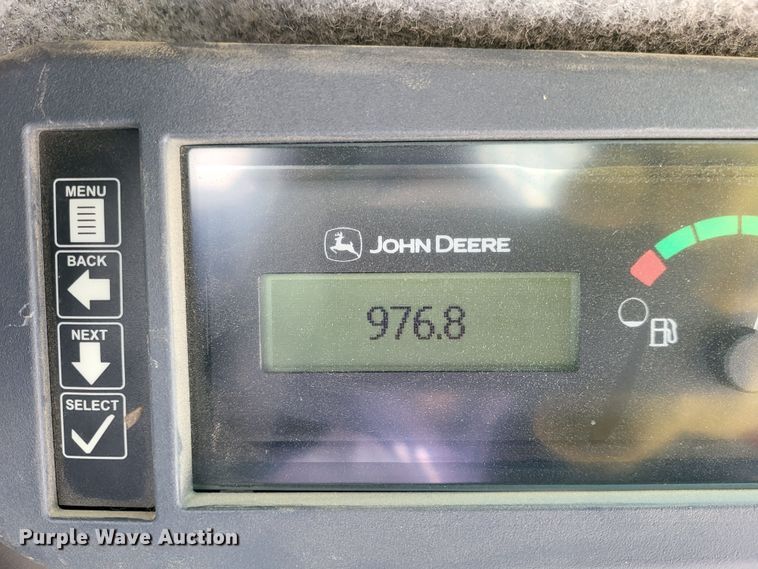 MENU
BACK
NEXT
SELECT
JOHN DEERE
976.8
Purple Wave Auction